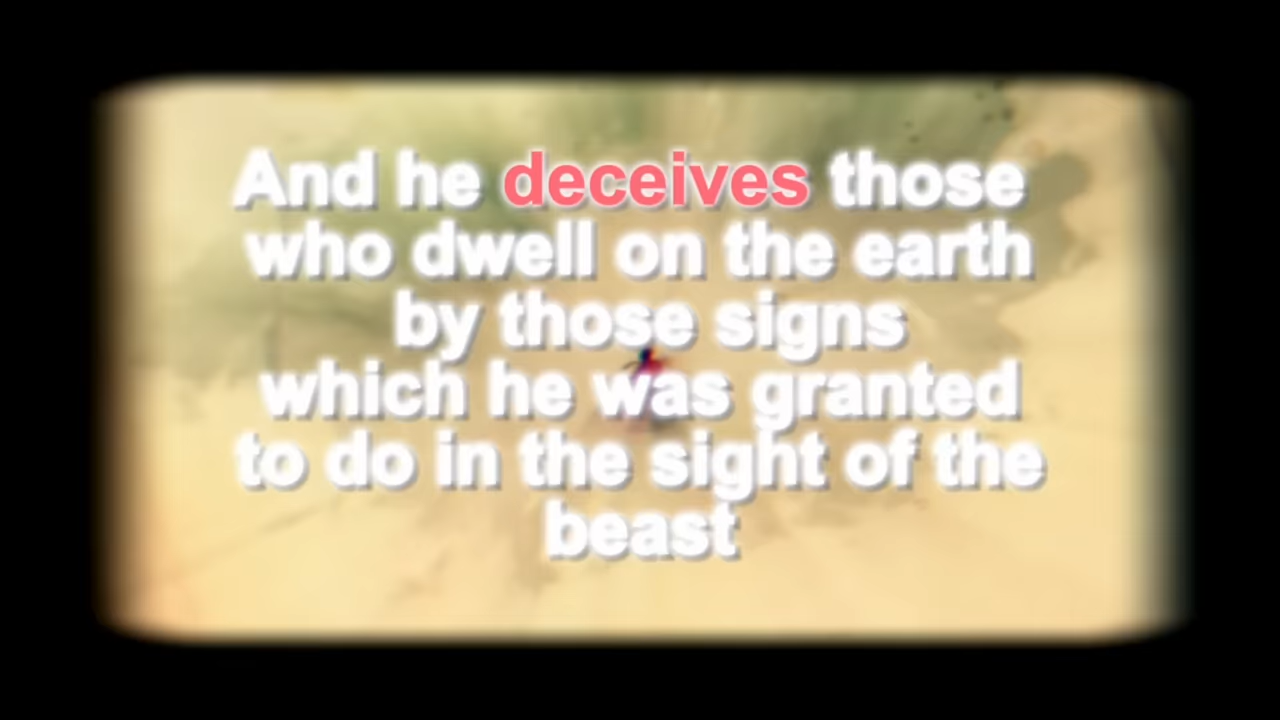 And he deceives those
who dwell on the earth
by those signs
which he was granted
to do in the sight of the
beast